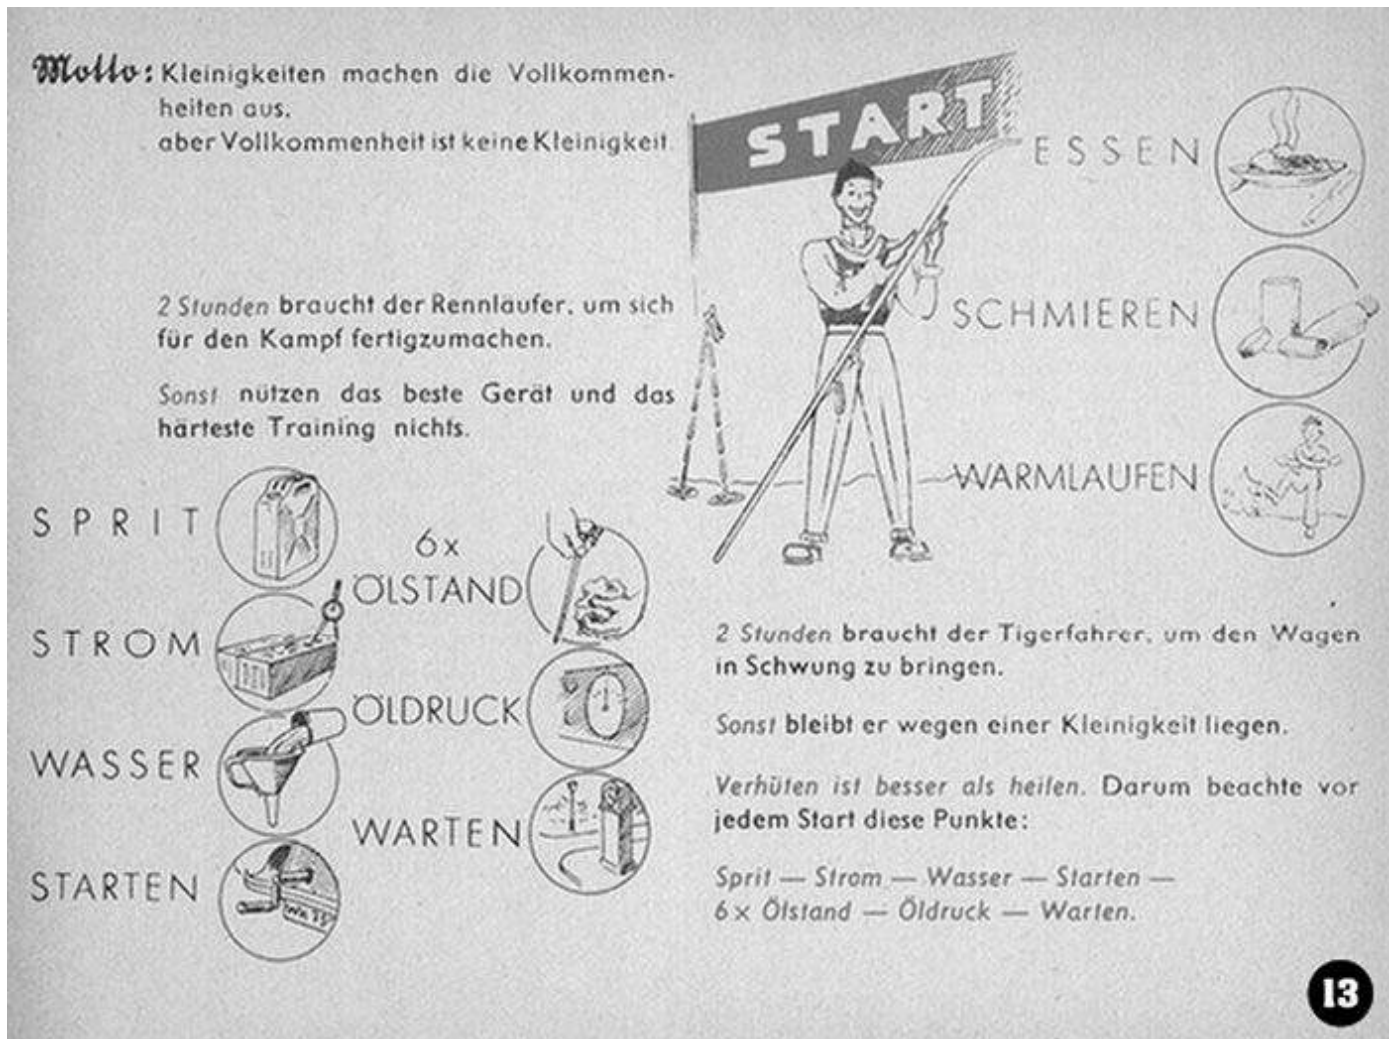 Motto: Kleinigkeiten machen die Vollkommen-
heiten aus,
aber Vollkommenheit ist keine Kleinigkeit.
2 Stunden braucht der Rennläufer, um sich
für den Kampf fertigzumachen.
Sonst nützen das beste Gerät und das
härteste Training nichts.
START
ESSEN
SCHMIEREN
WARMLAUFEN
SPRIT
STROM
WASSER
STARTEN
6x
ÖLSTAND
ÖLDRUCK
WARTEN
2 Stunden braucht der Tigerfahrer, um den Wagen
in Schwung zu bringen.
Sonst bleibt er wegen einer Kleinigkeit liegen.
Verhüten ist besser als heilen. Darum beachte vor
jedem Start diese Punkte:
Sprit — Strom — Wasser — Starten —
6 x Ölstand — Öldruck — Warten.
13